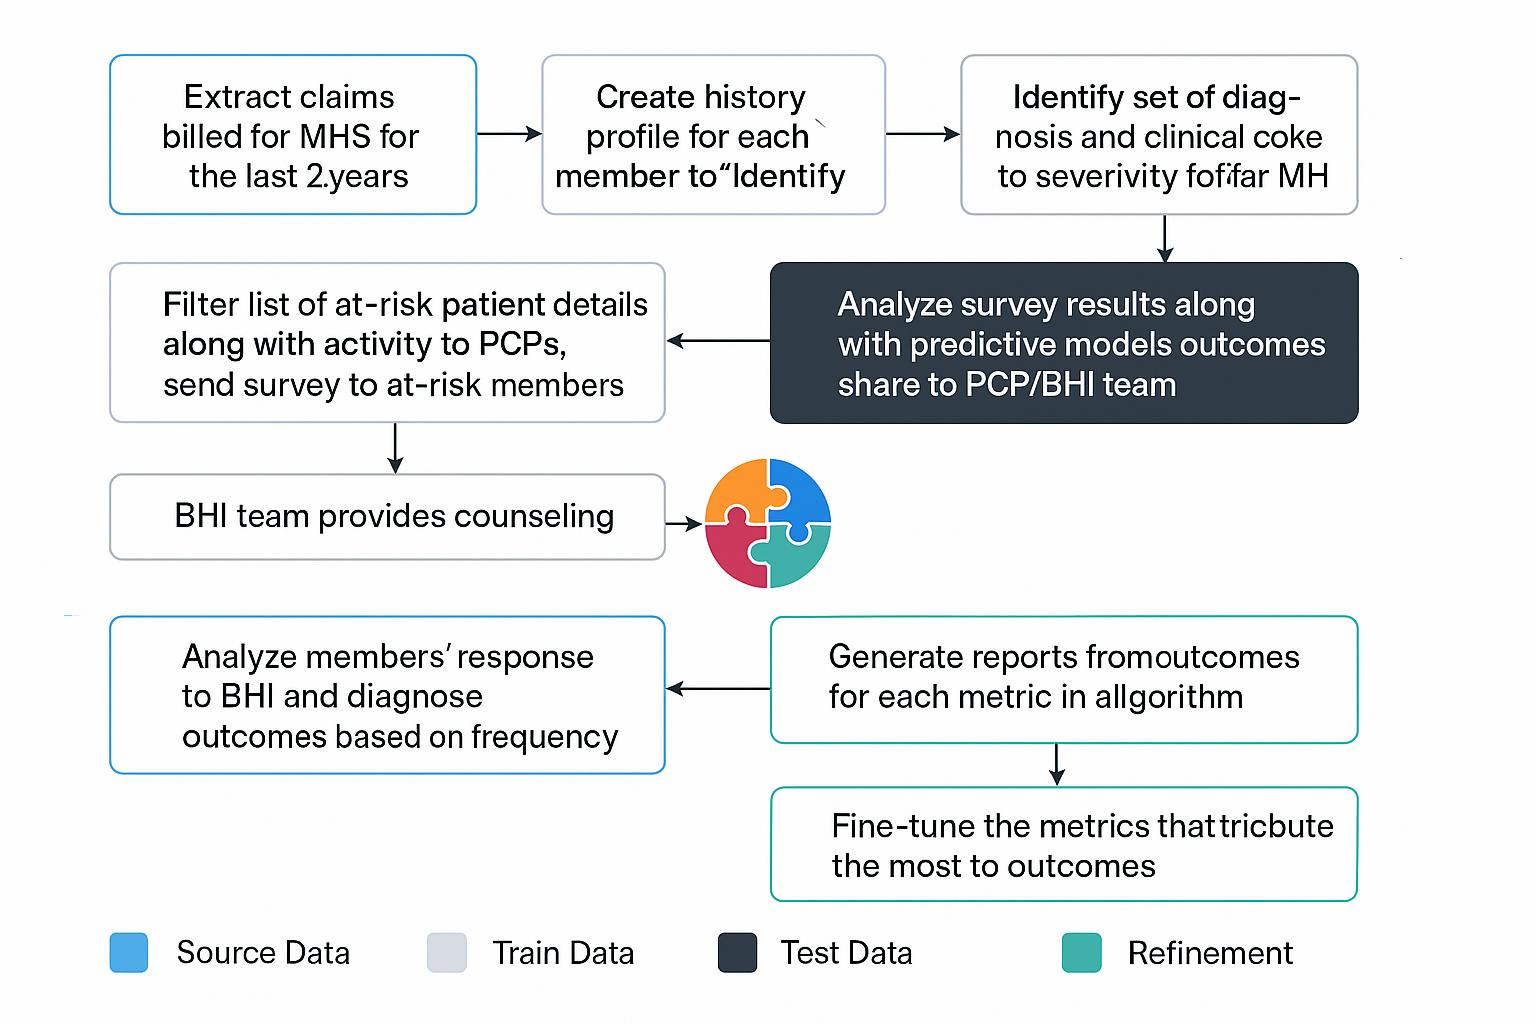 Extract claims
billed for MHS for
the last 2.years
Create history
profile for each
member to“Identify
Identify set of diag-
nosis and clinical coke
to severivity fof far MH
Filter list of at-risk patient details
along with activity to PCPs,
send survey to at-risk members
Analyze survey results along
with predictive models outcomes
share to PCP/BHI team
BHI team provides counseling
Analyze members’ response
to BHI and diagnose
outcomes based on frequency
Generate reports fromoutcomes
for each metric in allgorithm
Fine-tune the metrics that tricbute
the most to outcomes
Source Data
Train Data
Test Data
Refinement